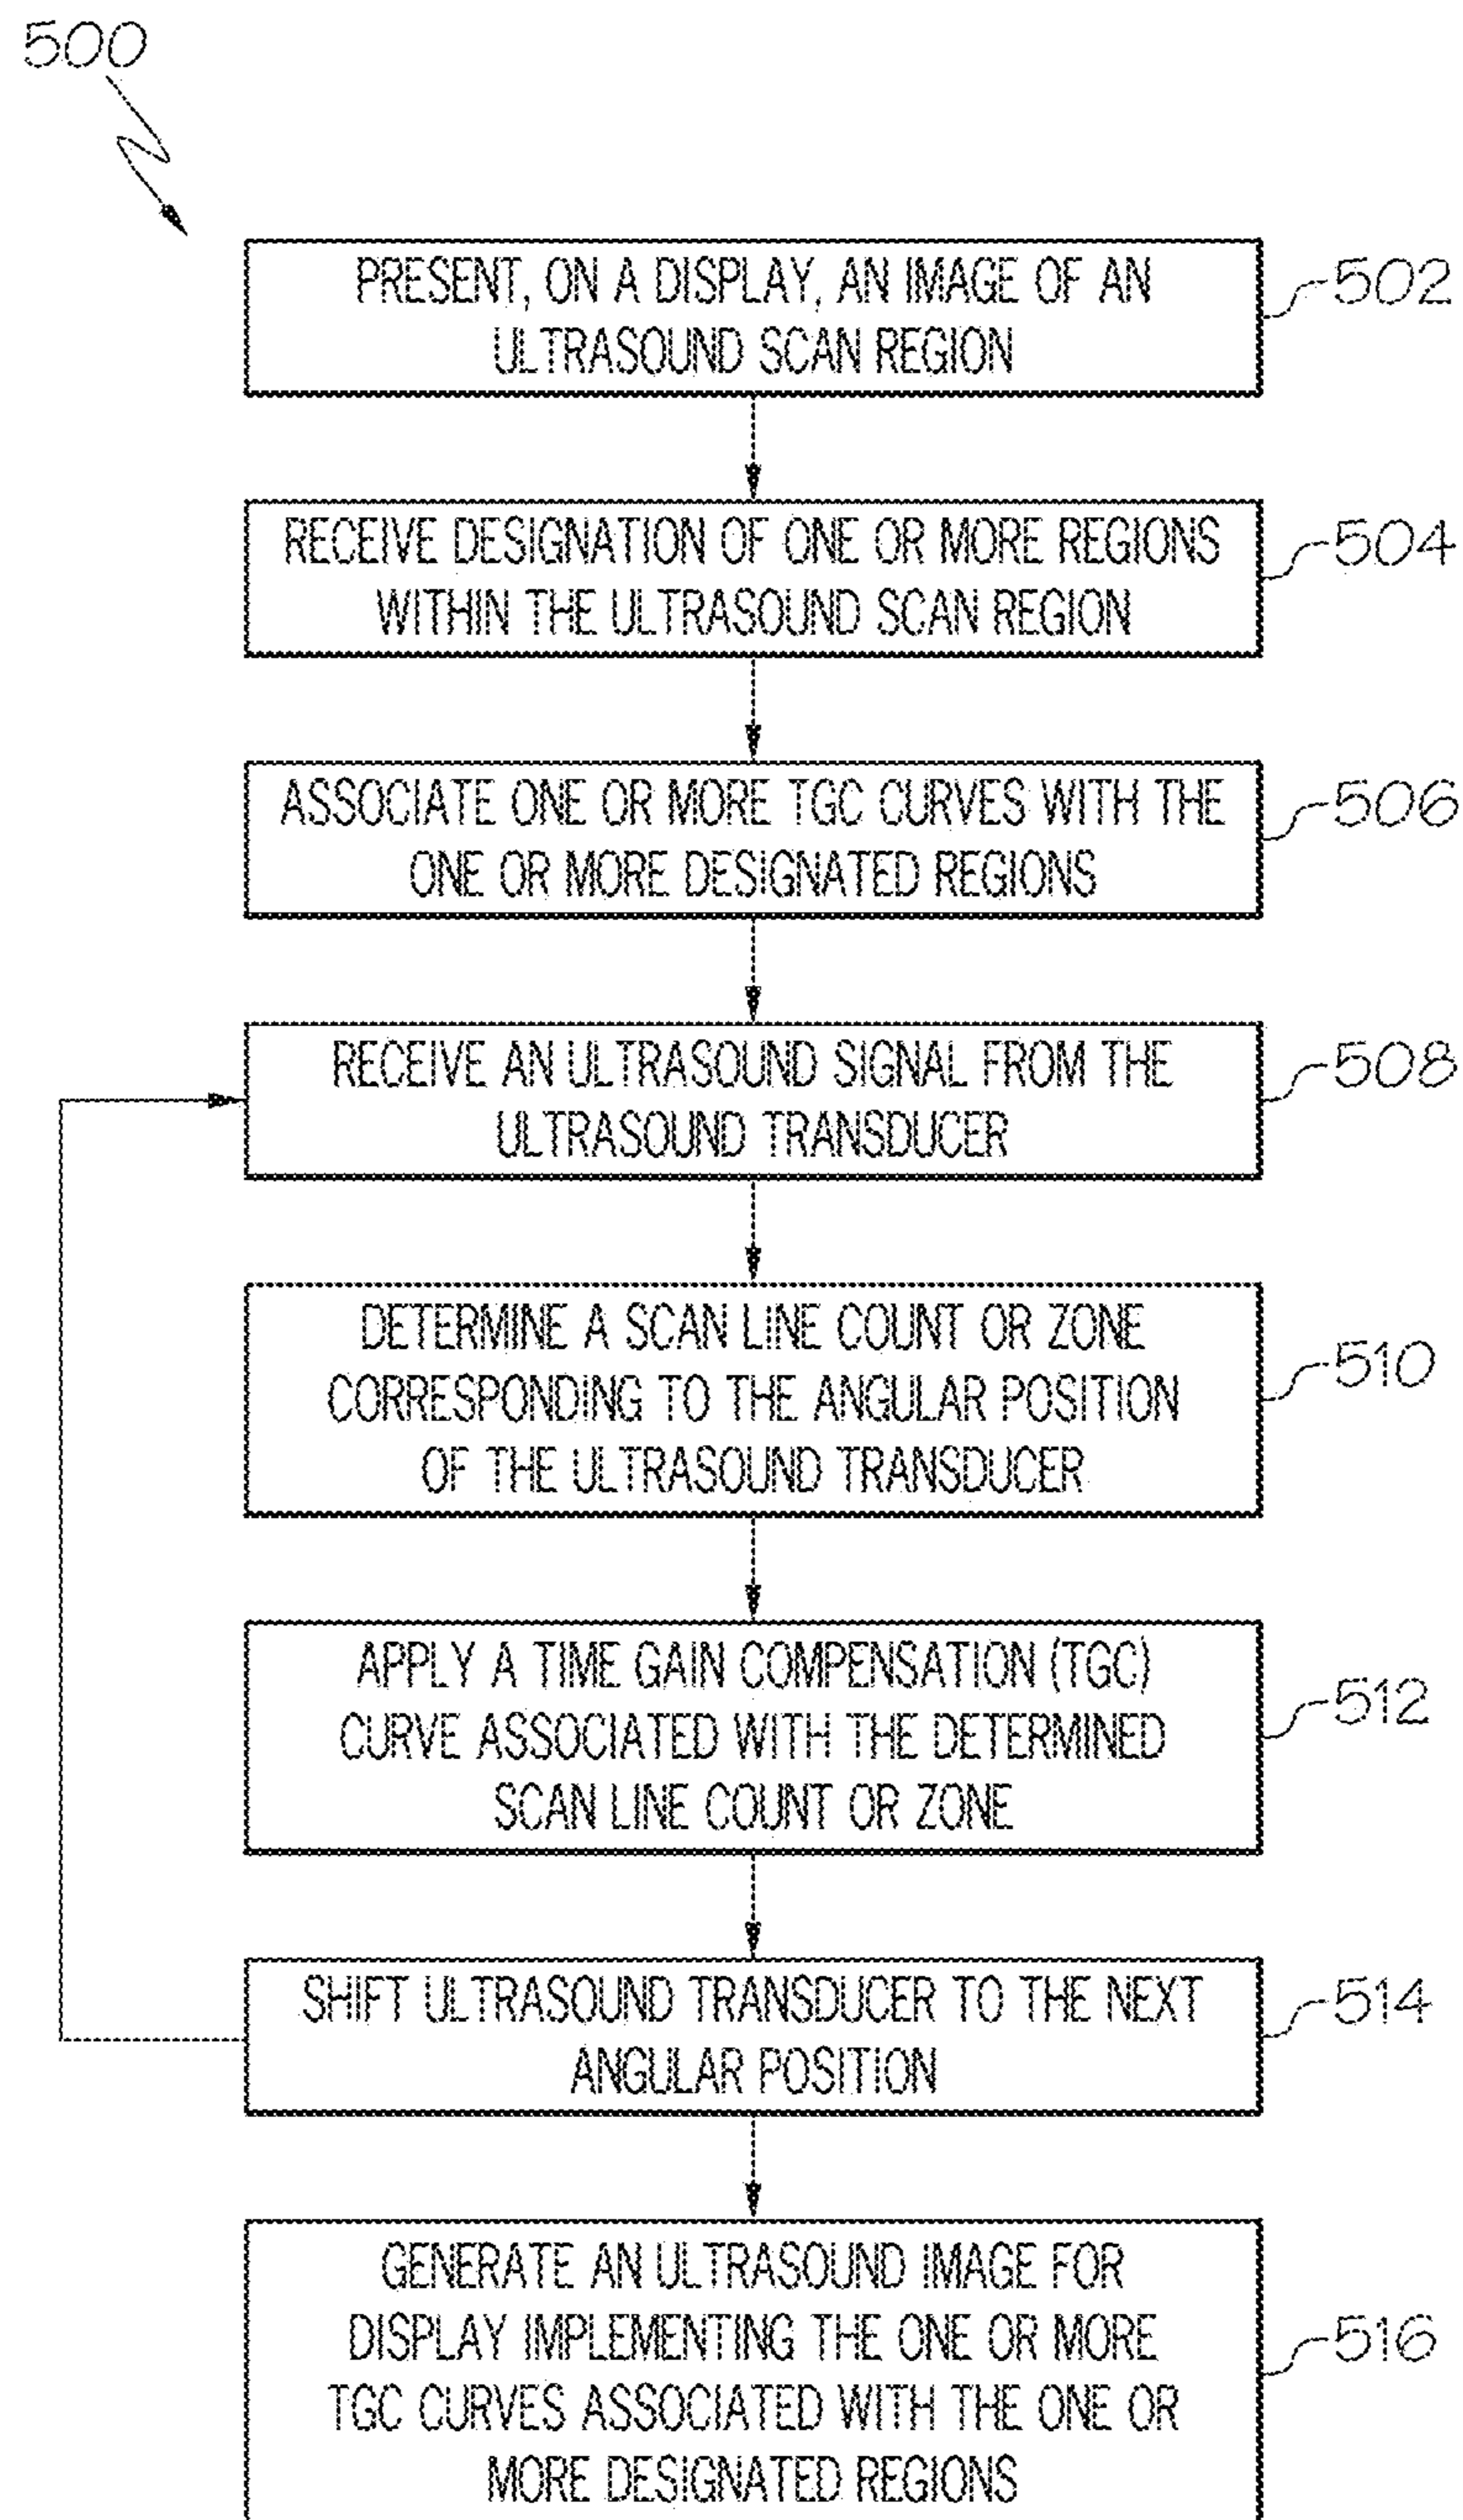 500
PRESENT, ON A DISPLAY, AN IMAGE OF AN
ULTRASOUND SCAN REGION
502
RECEIVE DESIGNATION OF ONE OR MORE REGIONS
WITHIN THE ULTRASOUND SCAN REGION
504
ASSOCIATE ONE OR MORE TGC CURVES WITH THE
ONE OR MORE DESIGNATED REGIONS
506
RECEIVE AN ULTRASOUND SIGNAL FROM THE
ULTRASOUND TRANSDUCER
508
DETERMINE A SCAN LINE COUNT OR ZONE
CORRESPONDING TO THE ANGULAR POSITION
OF THE ULTRASOUND TRANSDUCER
510
APPLY A TIME GAIN COMPENSATION (TGC)
CURVE ASSOCIATED WITH THE DETERMINED
SCAN LINE COUNT OR ZONE
512
SHIFT ULTRASOUND TRANSDUCER TO THE NEXT
ANGULAR POSITION
514
GENERATE AN ULTRASOUND IMAGE FOR
DISPLAY IMPLEMENTING THE ONE OR MORE
TGC CURVES ASSOCIATED WITH THE ONE OR
MORE DESIGNATED REGIONS
516